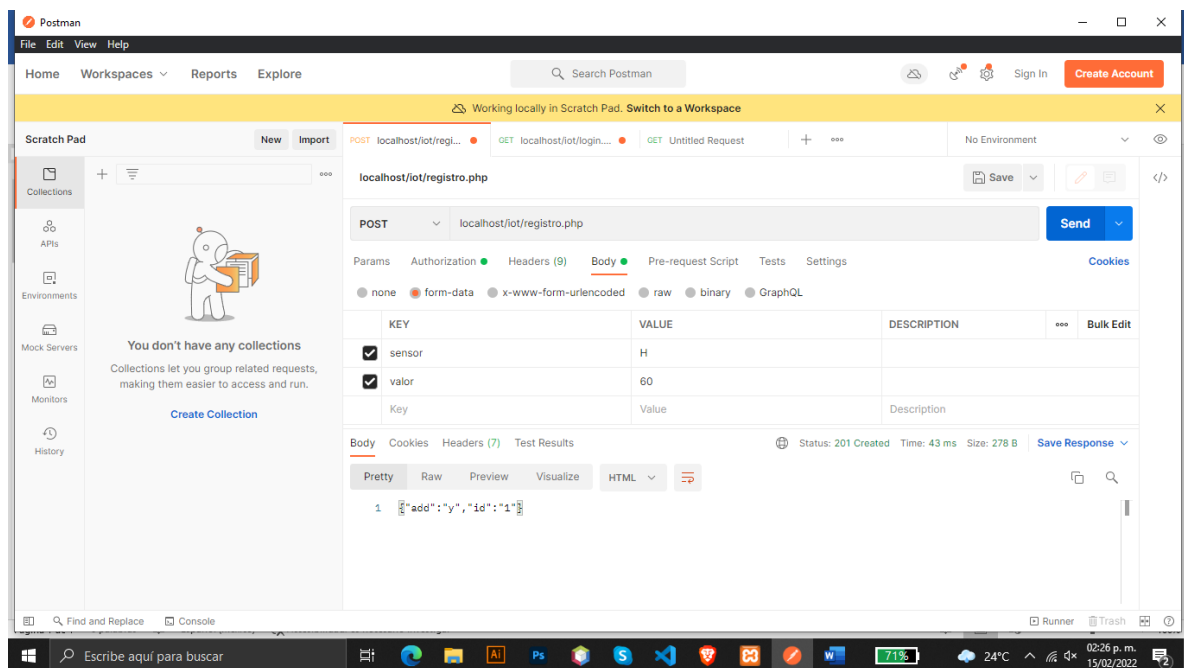 Postman
File Edit View Help
Home Workspaces Reports Explore Search Postman Sign In Create Account
Working locally in Scratch Pad. Switch to a Workspace
Scratch Pad New Import POST localhost/iot/regi... GET localhost/iot/login.... GET Untitled Request No Environment
Collections
APIs
Environments
Mock Servers
Monitors
History
You don't have any collections
Collections let you group related requests,
making them easier to access and run.
Create Collection
localhost/iot/registro.php Save
POST localhost/iot/registro.php Send
Params Authorization Headers (9) Body Pre-request Script Tests Settings Cookies
none form-data x-www-form-urlencoded raw binary GraphQL
KEY VALUE DESCRIPTION Bulk Edit
sensor H
valor 60
Key Value Description
Body Cookies Headers (7) Test Results Status: 201 Created Time: 43 ms Size: 278 B Save Response
Pretty Raw Preview Visualize HTML
1 {"add":"y","id":"1"}
Find and Replace Console Runner Trash
Escribe aquí para buscar Ai Ps S W 71% 24°C 02:26 p. m.
15/02/2022 2